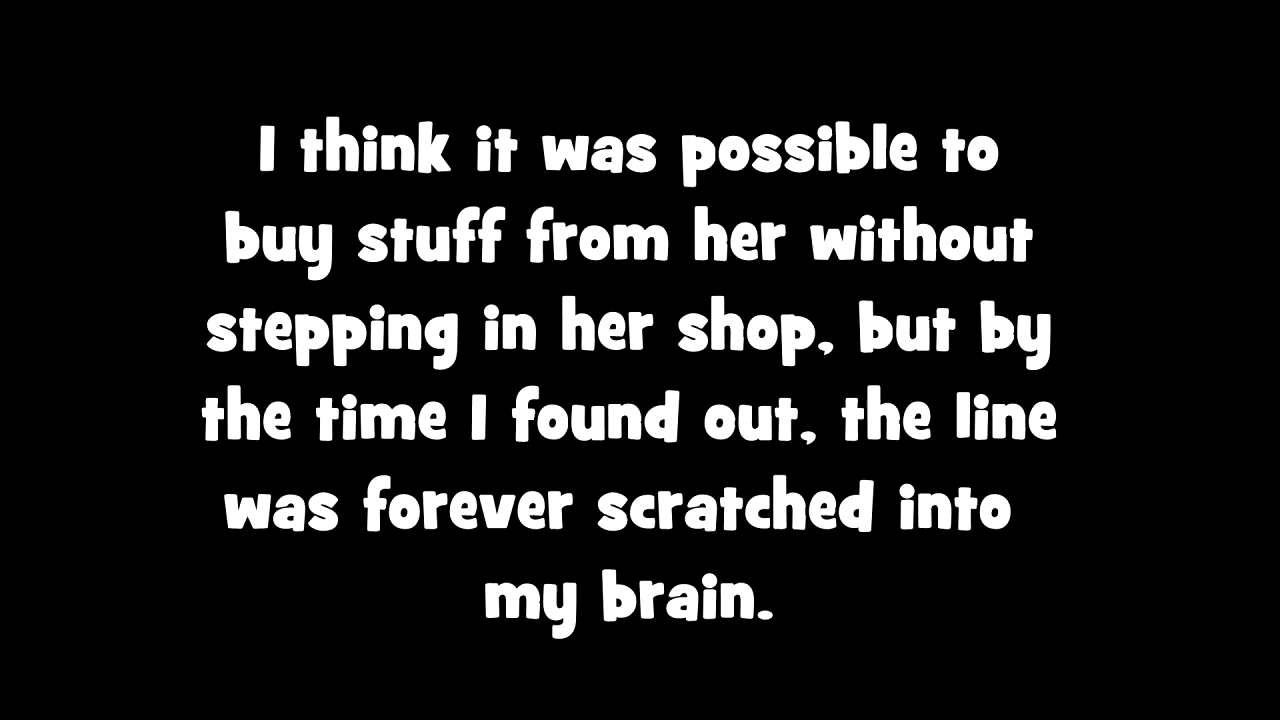 I think it was possible to
buy stuff from her without
stepping in her shop, but by
the time I found out, the line
was forever scratched into
my brain.